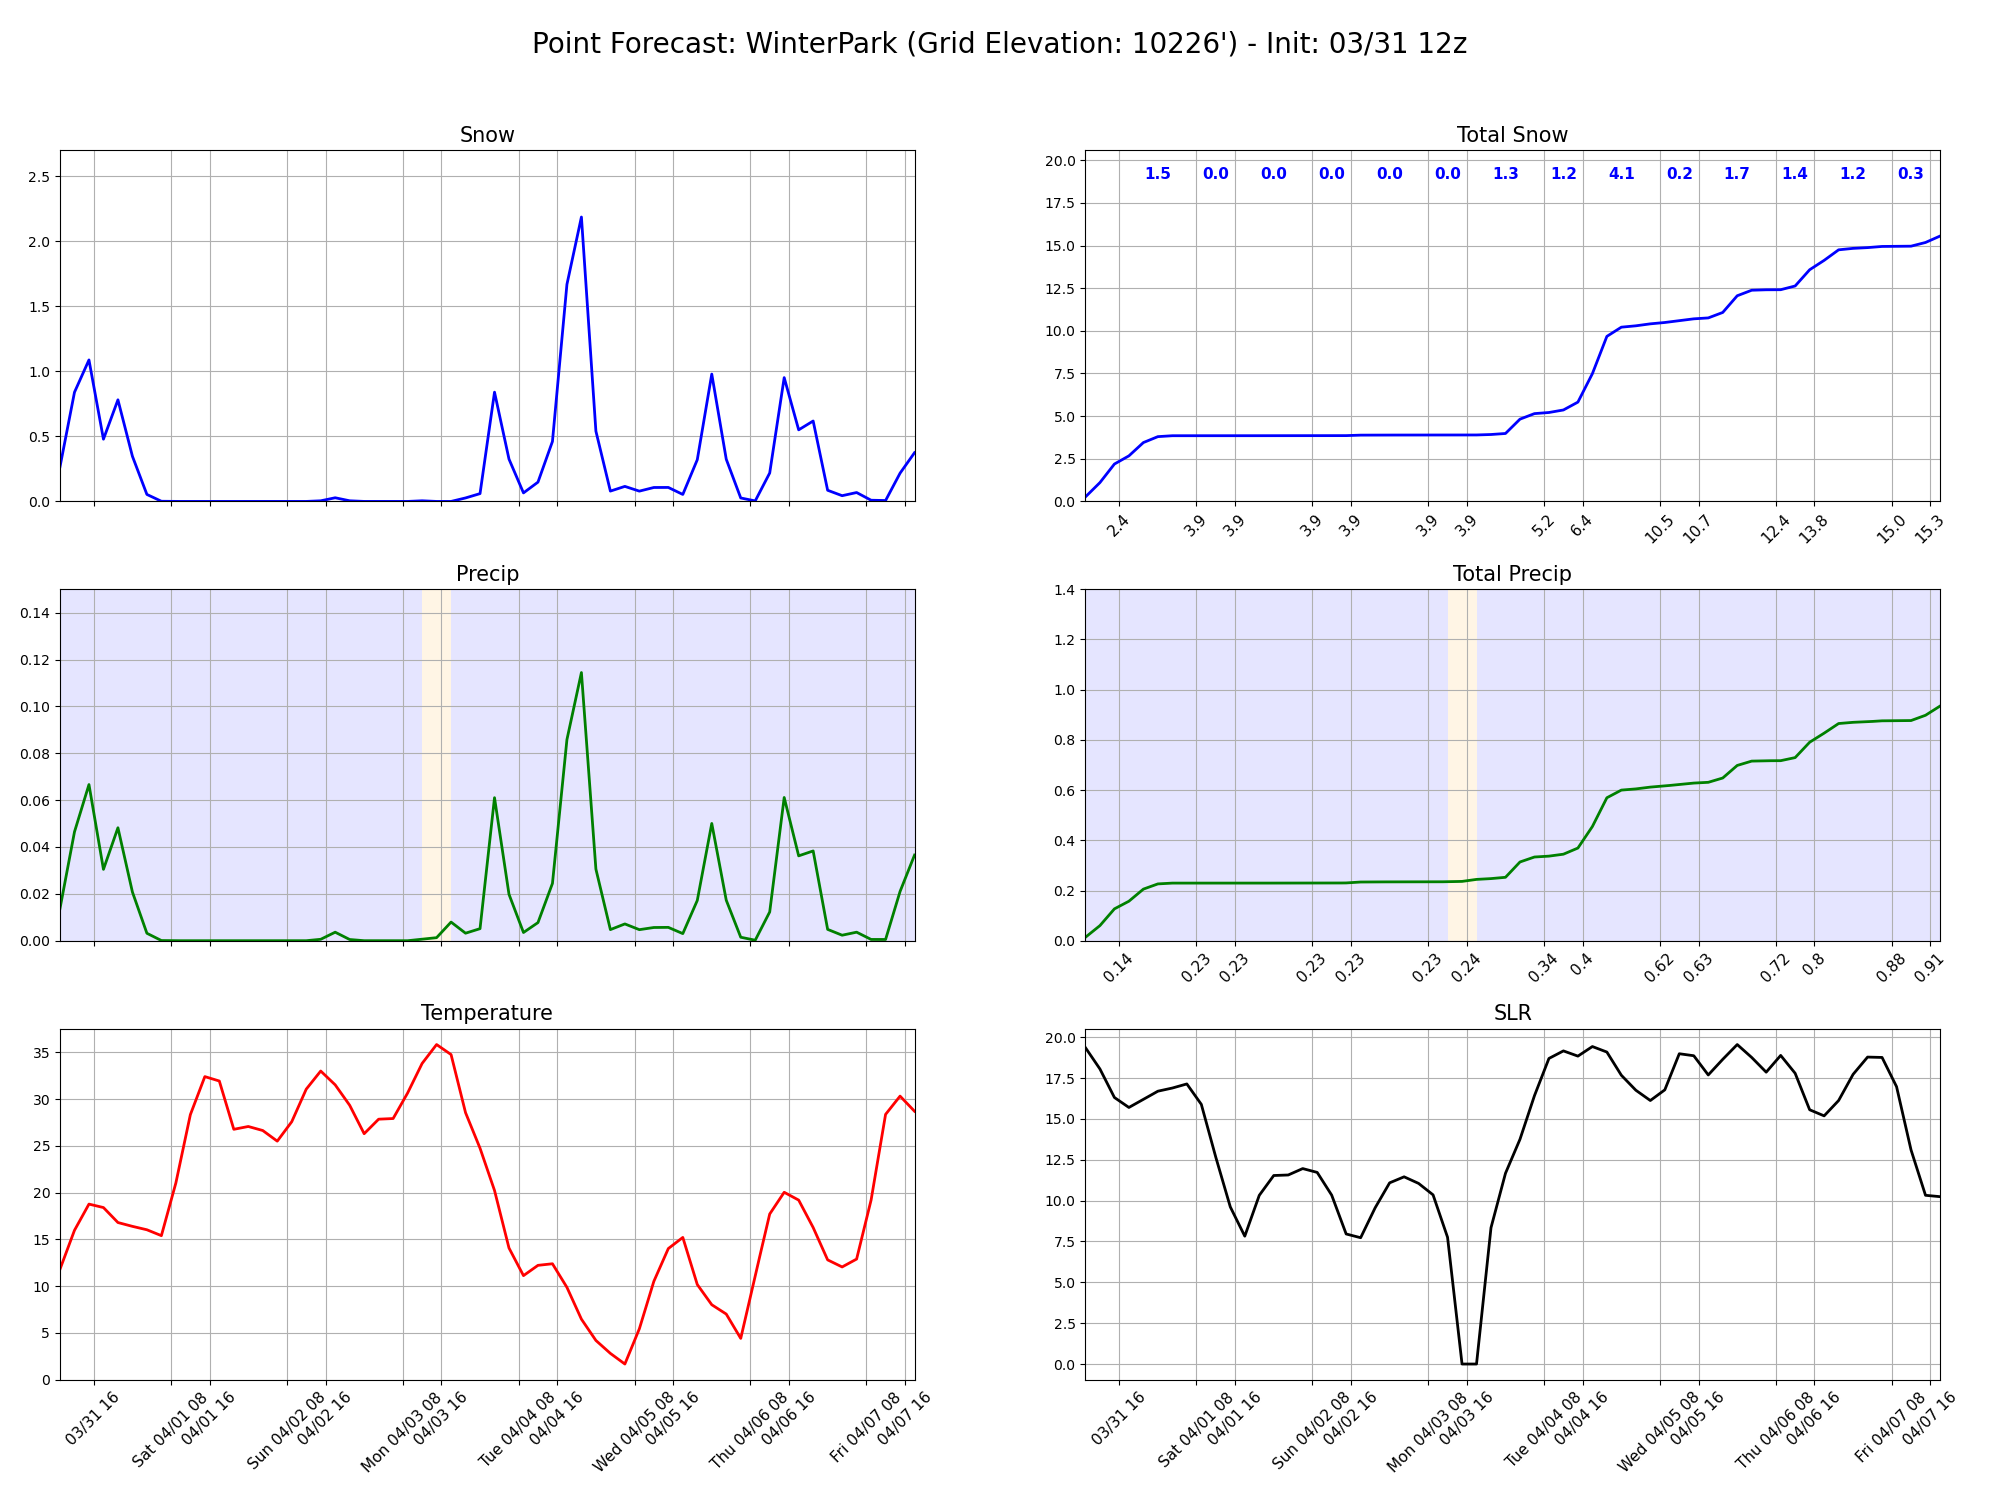 Point Forecast: WinterPark (Grid Elevation: 10226') - Init: 03/31 12z
Snow
2.5
2.0
1.5
1.0
0.5
0.0
Total Snow
20.0
17.5
15.0
12.5
10.0
7.5
5.0
2.5
0.0
1.5 0.0 0.0 0.0 0.0 0.0 1.3 1.2 4.1 0.2 1.7 1.4 1.2 0.3
2.4 3.9 3.9 3.9 3.9 3.9 3.9 5.2 6.4 10.5 10.7 12.4 13.8 15.0 15.3
Precip
0.14
0.12
0.10
0.08
0.06
0.04
0.02
0.00
Total Precip
1.4
1.2
1.0
0.8
0.6
0.4
0.2
0.0
0.14 0.23 0.23 0.23 0.23 0.23 0.24 0.34 0.4 0.62 0.63 0.72 0.8 0.88 0.91
Temperature
35
30
25
20
15
10
5
0
03/31 16
Sat 04/01 08
04/01 16
Sun 04/02 08
04/02 16
Mon 04/03 08
04/03 16
Tue 04/04 08
04/04 16
Wed 04/05 08
04/05 16
Thu 04/06 08
04/06 16
Fri 04/07 08
04/07 16
SLR
20.0
17.5
15.0
12.5
10.0
7.5
5.0
2.5
0.0
03/31 16
Sat 04/01 08
04/01 16
Sun 04/02 08
04/02 16
Mon 04/03 08
04/03 16
Tue 04/04 08
04/04 16
Wed 04/05 08
04/05 16
Thu 04/06 08
04/06 16
Fri 04/07 08
04/07 16